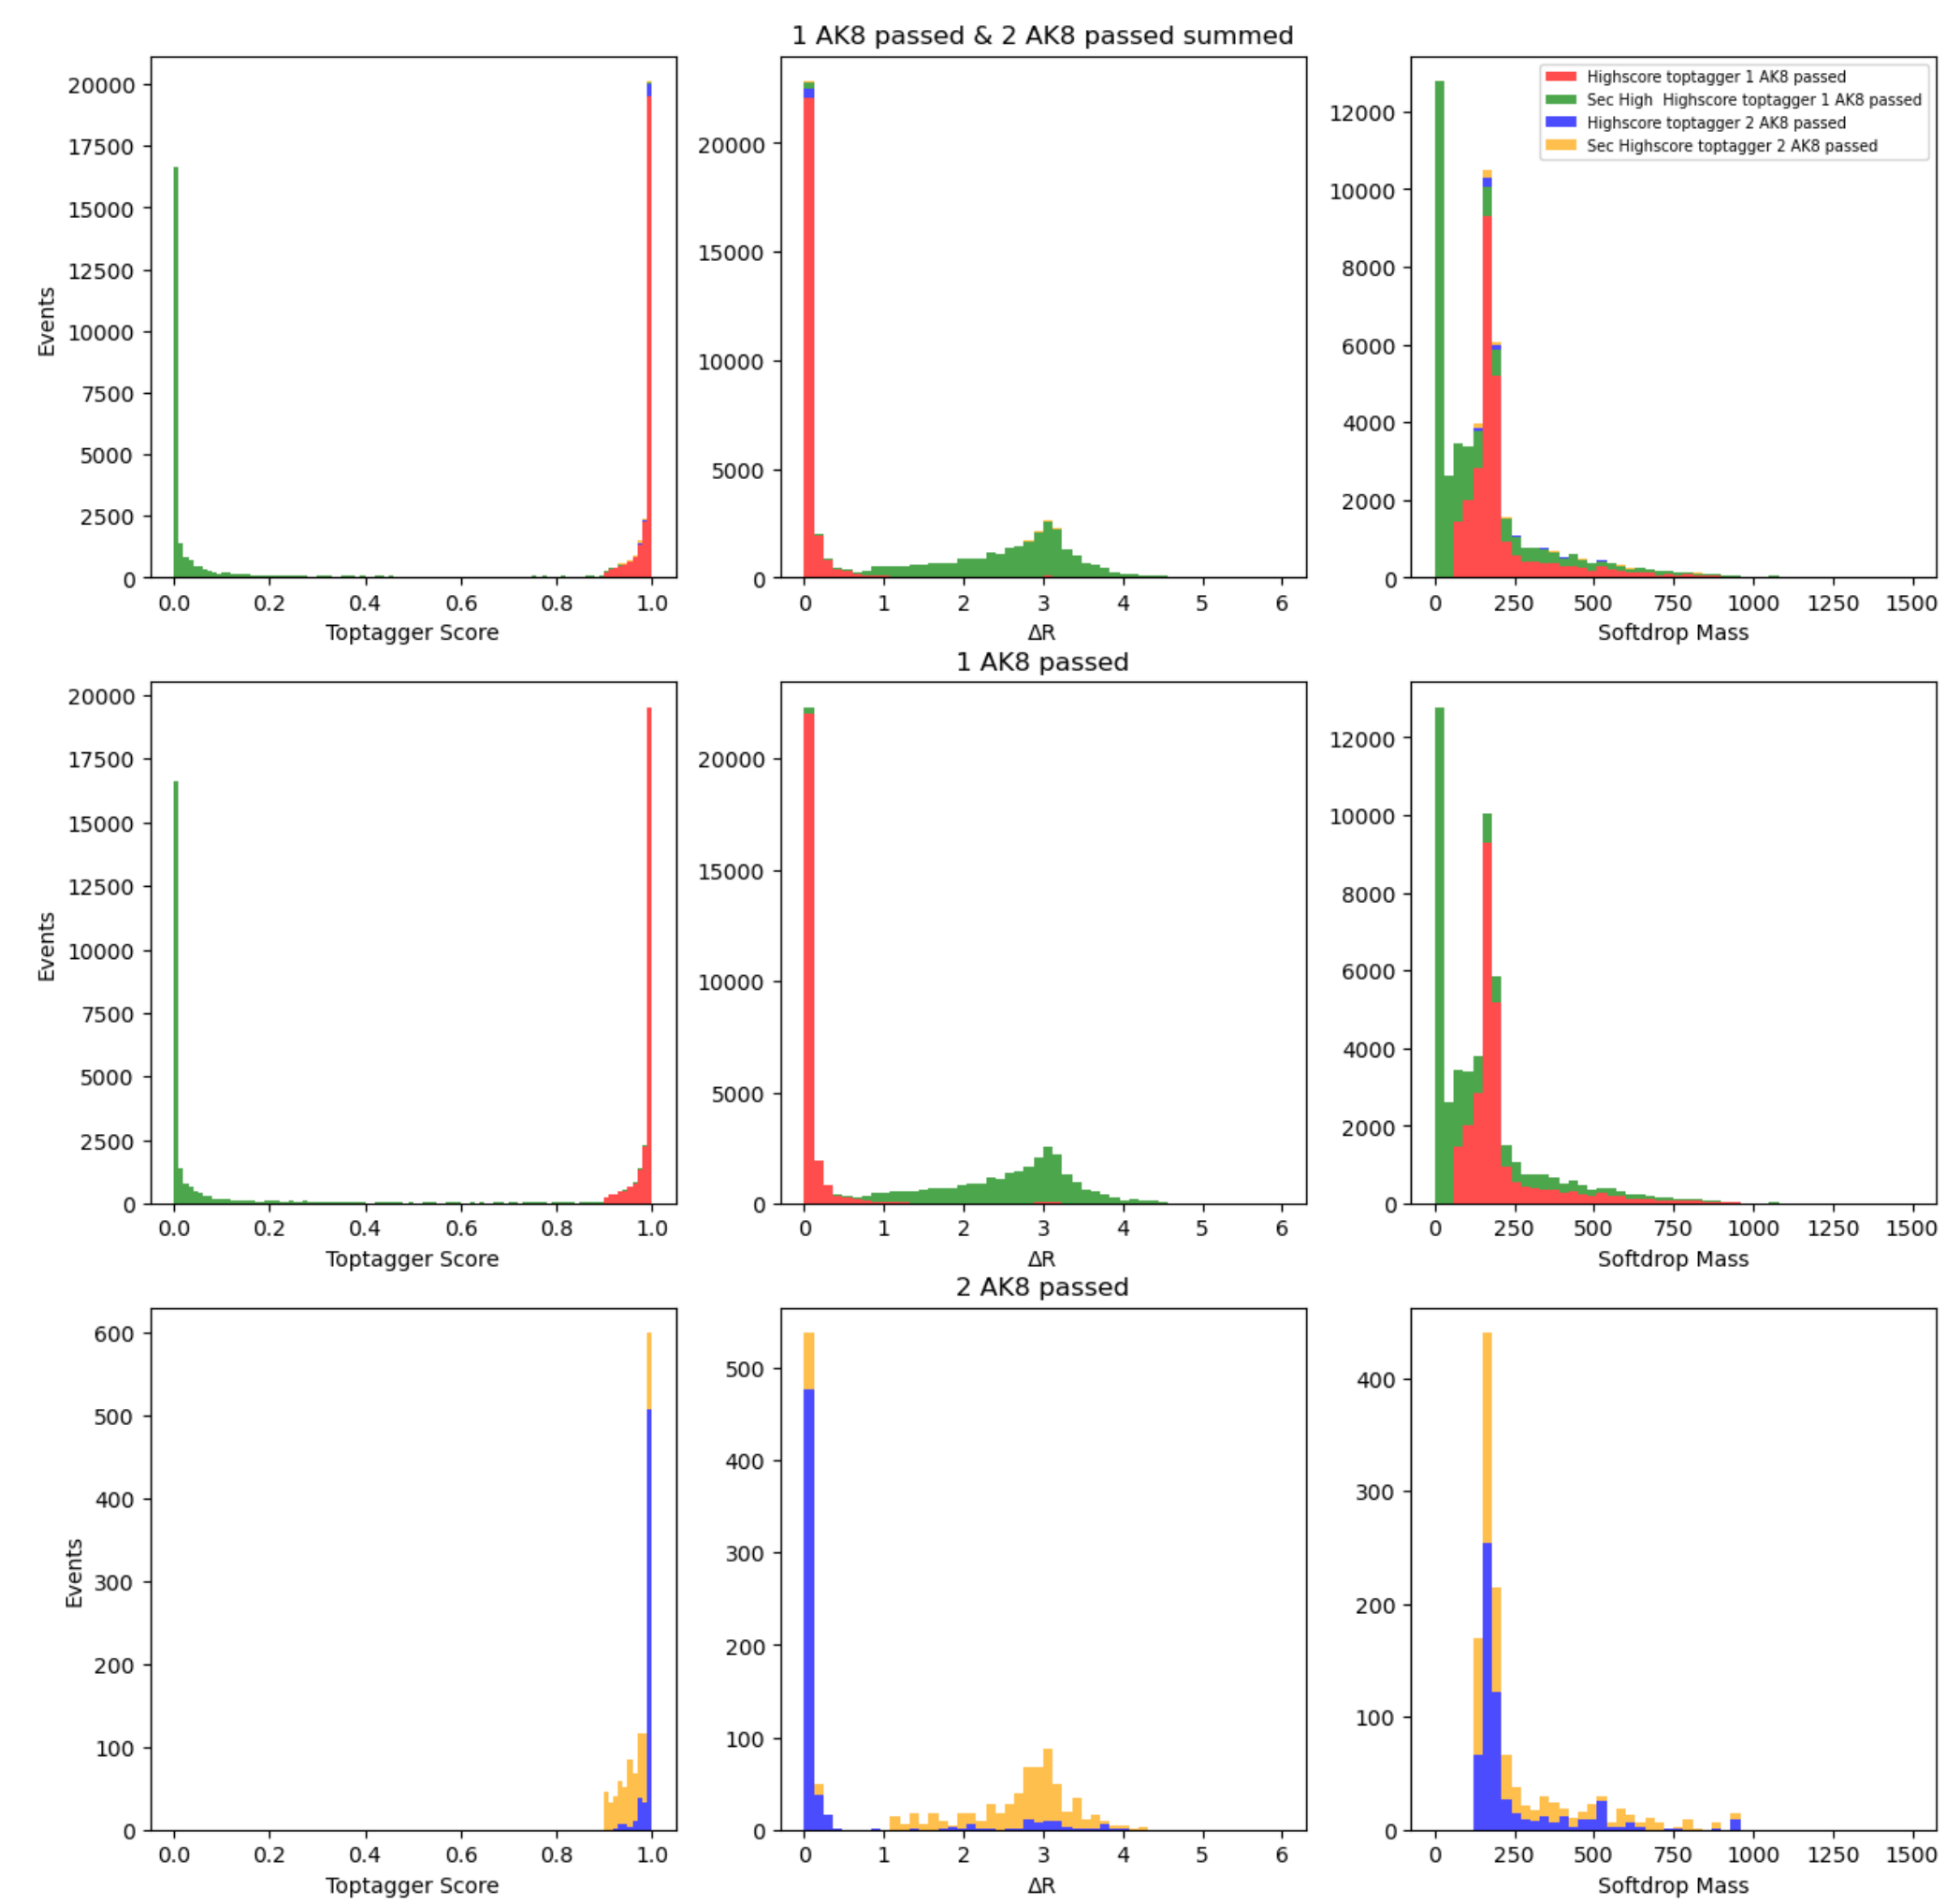 1 AK8 passed & 2 AK8 passed summed
Events
20000
17500
15000
12500
10000
7500
5000
2500
0
0.0 0.2 0.4 0.6 0.8 1.0
Toptagger Score
20000
15000
10000
5000
0
0 1 2 3 4 5 6
ΔR
12000
10000
8000
6000
4000
2000
0
0 250 500 750 1000 1250 1500
Softdrop Mass
Highscore toptagger 1 AK8 passed
Sec High  Highscore toptagger 1 AK8 passed
Highscore toptagger 2 AK8 passed
Sec Highscore toptagger 2 AK8 passed
1 AK8 passed
Events
20000
17500
15000
12500
10000
7500
5000
2500
0
0.0 0.2 0.4 0.6 0.8 1.0
Toptagger Score
20000
15000
10000
5000
0
0 1 2 3 4 5 6
ΔR
12000
10000
8000
6000
4000
2000
0
0 250 500 750 1000 1250 1500
Softdrop Mass
2 AK8 passed
Events
600
500
400
300
200
100
0
0.0 0.2 0.4 0.6 0.8 1.0
Toptagger Score
500
400
300
200
100
0
0 1 2 3 4 5 6
ΔR
400
300
200
100
0
0 250 500 750 1000 1250 1500
Softdrop Mass